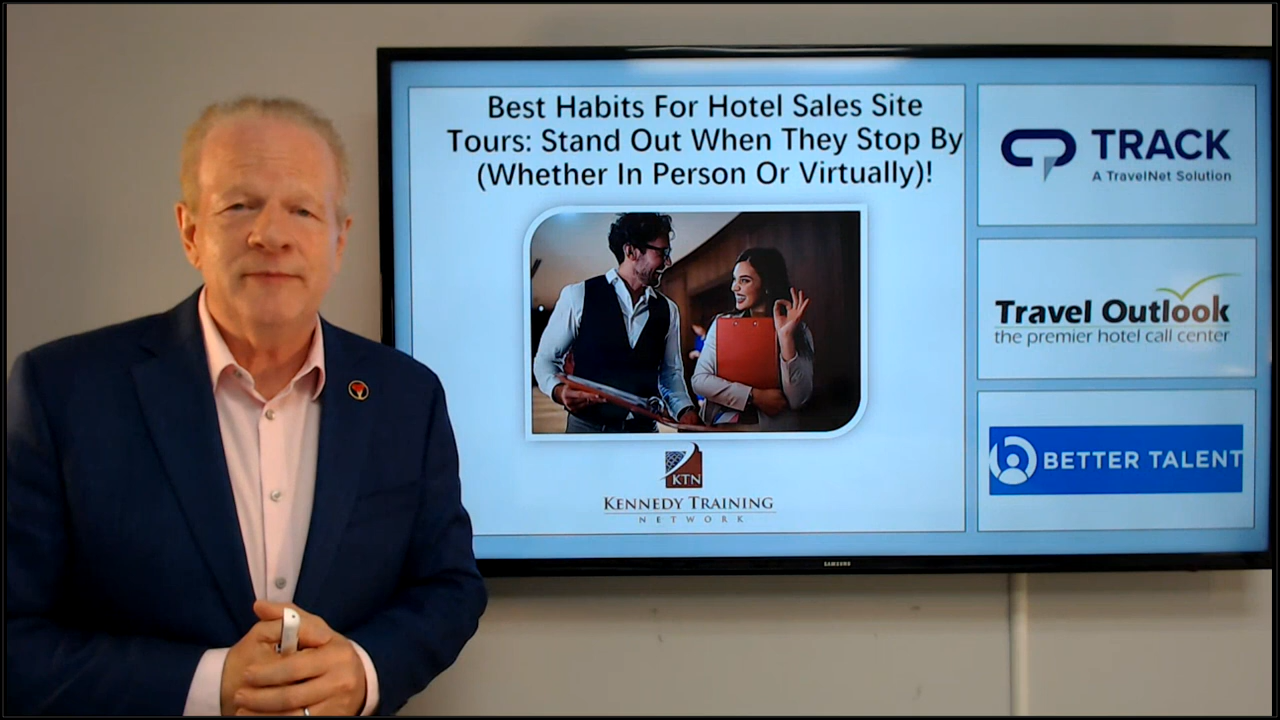 Best Habits For Hotel Sales Site
Tours: Stand Out When They Stop By
(Whether In Person Or Virtually)!
KTN
KENNEDY TRAINING
NETWORK
TRACK
A TravelNet Solution
Travel Outlook
the premier hotel call center
BETTER TALENT
SAMSUNG